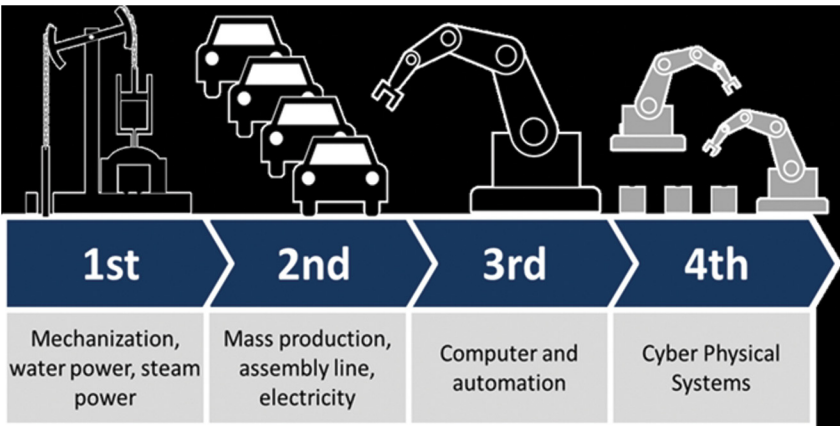 1st
2nd
3rd
4th
Mechanization,
water power, steam
power
Mass production,
assembly line,
electricity
Computer and
automation
Cyber Physical
Systems